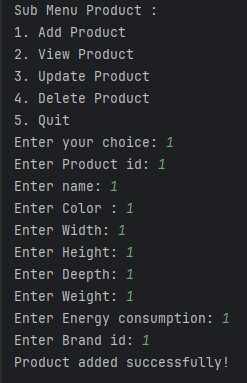 Sub Menu Product :
1. Add Product
2. View Product
3. Update Product
4. Delete Product
5. Quit
Enter your choice: 1
Enter Product id: 1
Enter name: 1
Enter Color : 1
Enter Width: 1
Enter Height: 1
Enter Deepth: 1
Enter Weight: 1
Enter Energy consumption: 1
Enter Brand id: 1
Product added successfully!